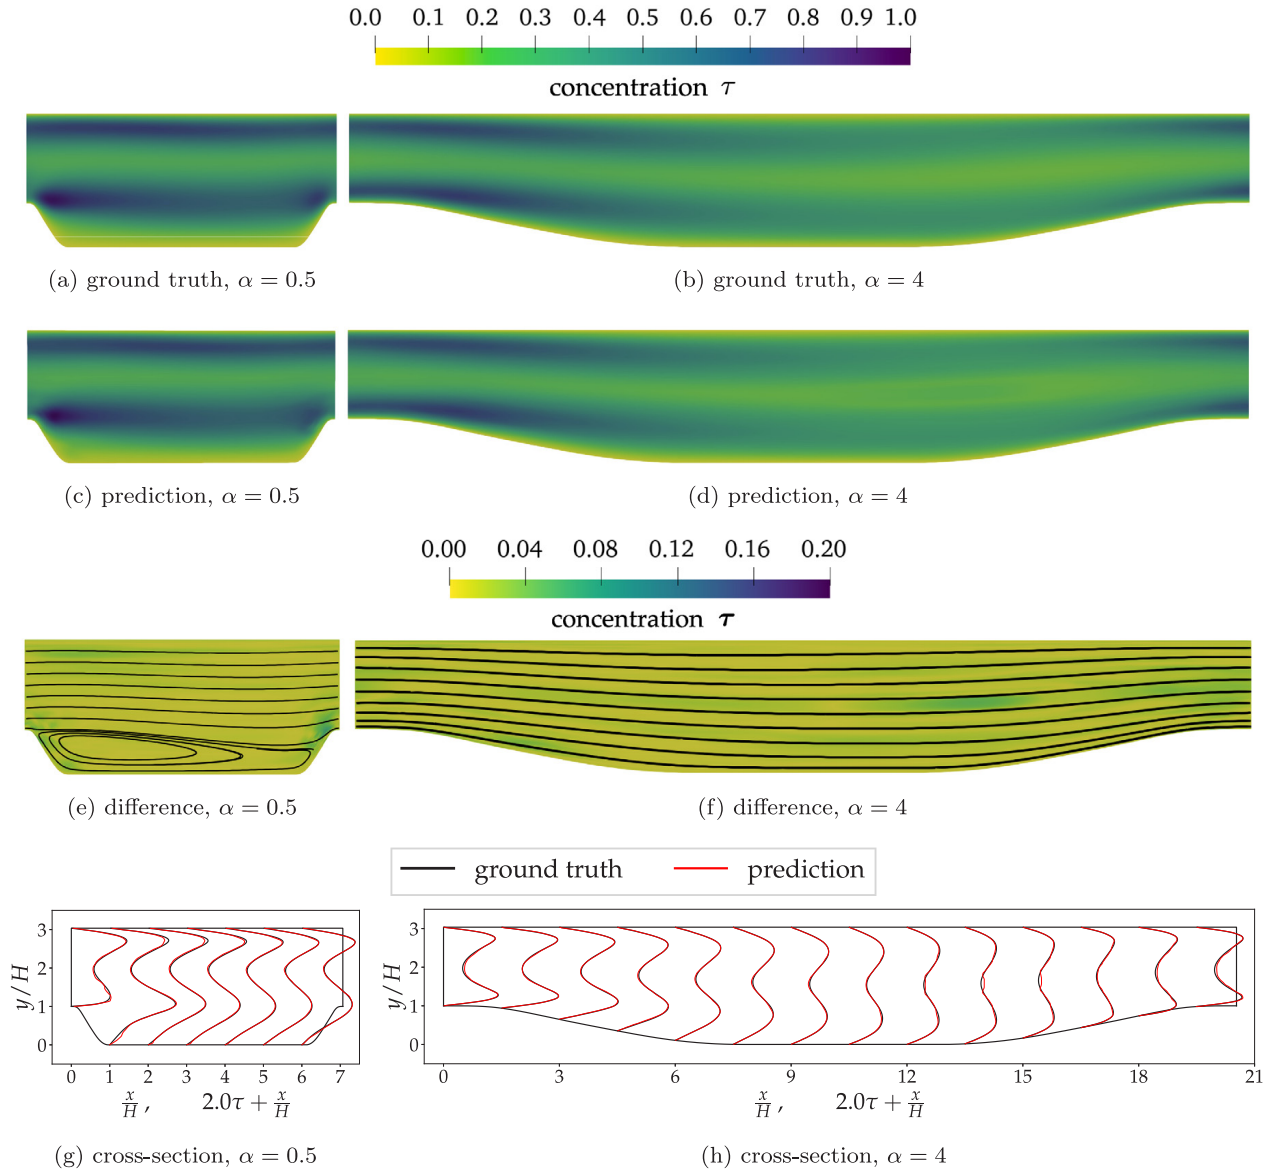 0.0 0.1 0.2 0.3 0.4 0.5 0.6 0.7 0.8 0.9 1.0
concentration τ
(a) ground truth, α = 0.5
(b) ground truth, α = 4
(c) prediction, α = 0.5
(d) prediction, α = 4
0.00 0.04 0.08 0.12 0.16 0.20
concentration τ
(e) difference, α = 0.5
(f) difference, α = 4
ground truth
prediction
y/H
3
2
1
0
0 1 2 3 4 5 6 7
x/H, 2.0τ + x/H
(g) cross-section, α = 0.5
y/H
3
2
1
0
0 3 6 9 12 15 18 21
x/H, 2.0τ + x/H
(h) cross-section, α = 4